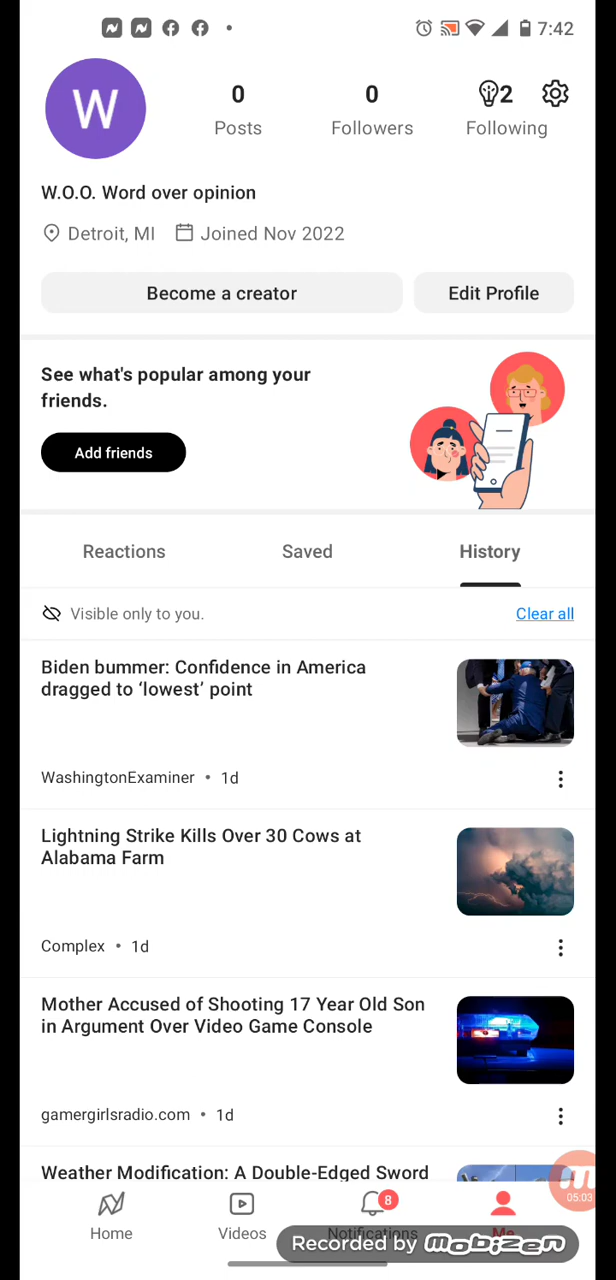 7:42
W
0
0
2
Posts
Followers
Following
W.O.O. Word over opinion
Detroit, MI
Joined Nov 2022
Become a creator
Edit Profile
See what's popular among your
friends.
Add friends
Reactions
Saved
History
Visible only to you.
Clear all
Biden bummer: Confidence in America
dragged to ‘lowest’ point
WashingtonExaminer • 1d
Lightning Strike Kills Over 30 Cows at
Alabama Farm
Complex • 1d
Mother Accused of Shooting 17 Year Old Son
in Argument Over Video Game Console
gamergirlsradio.com • 1d
Weather Modification: A Double-Edged Sword
05:03
8
Home
Videos
Notifications
Me
Recorded by mobizen